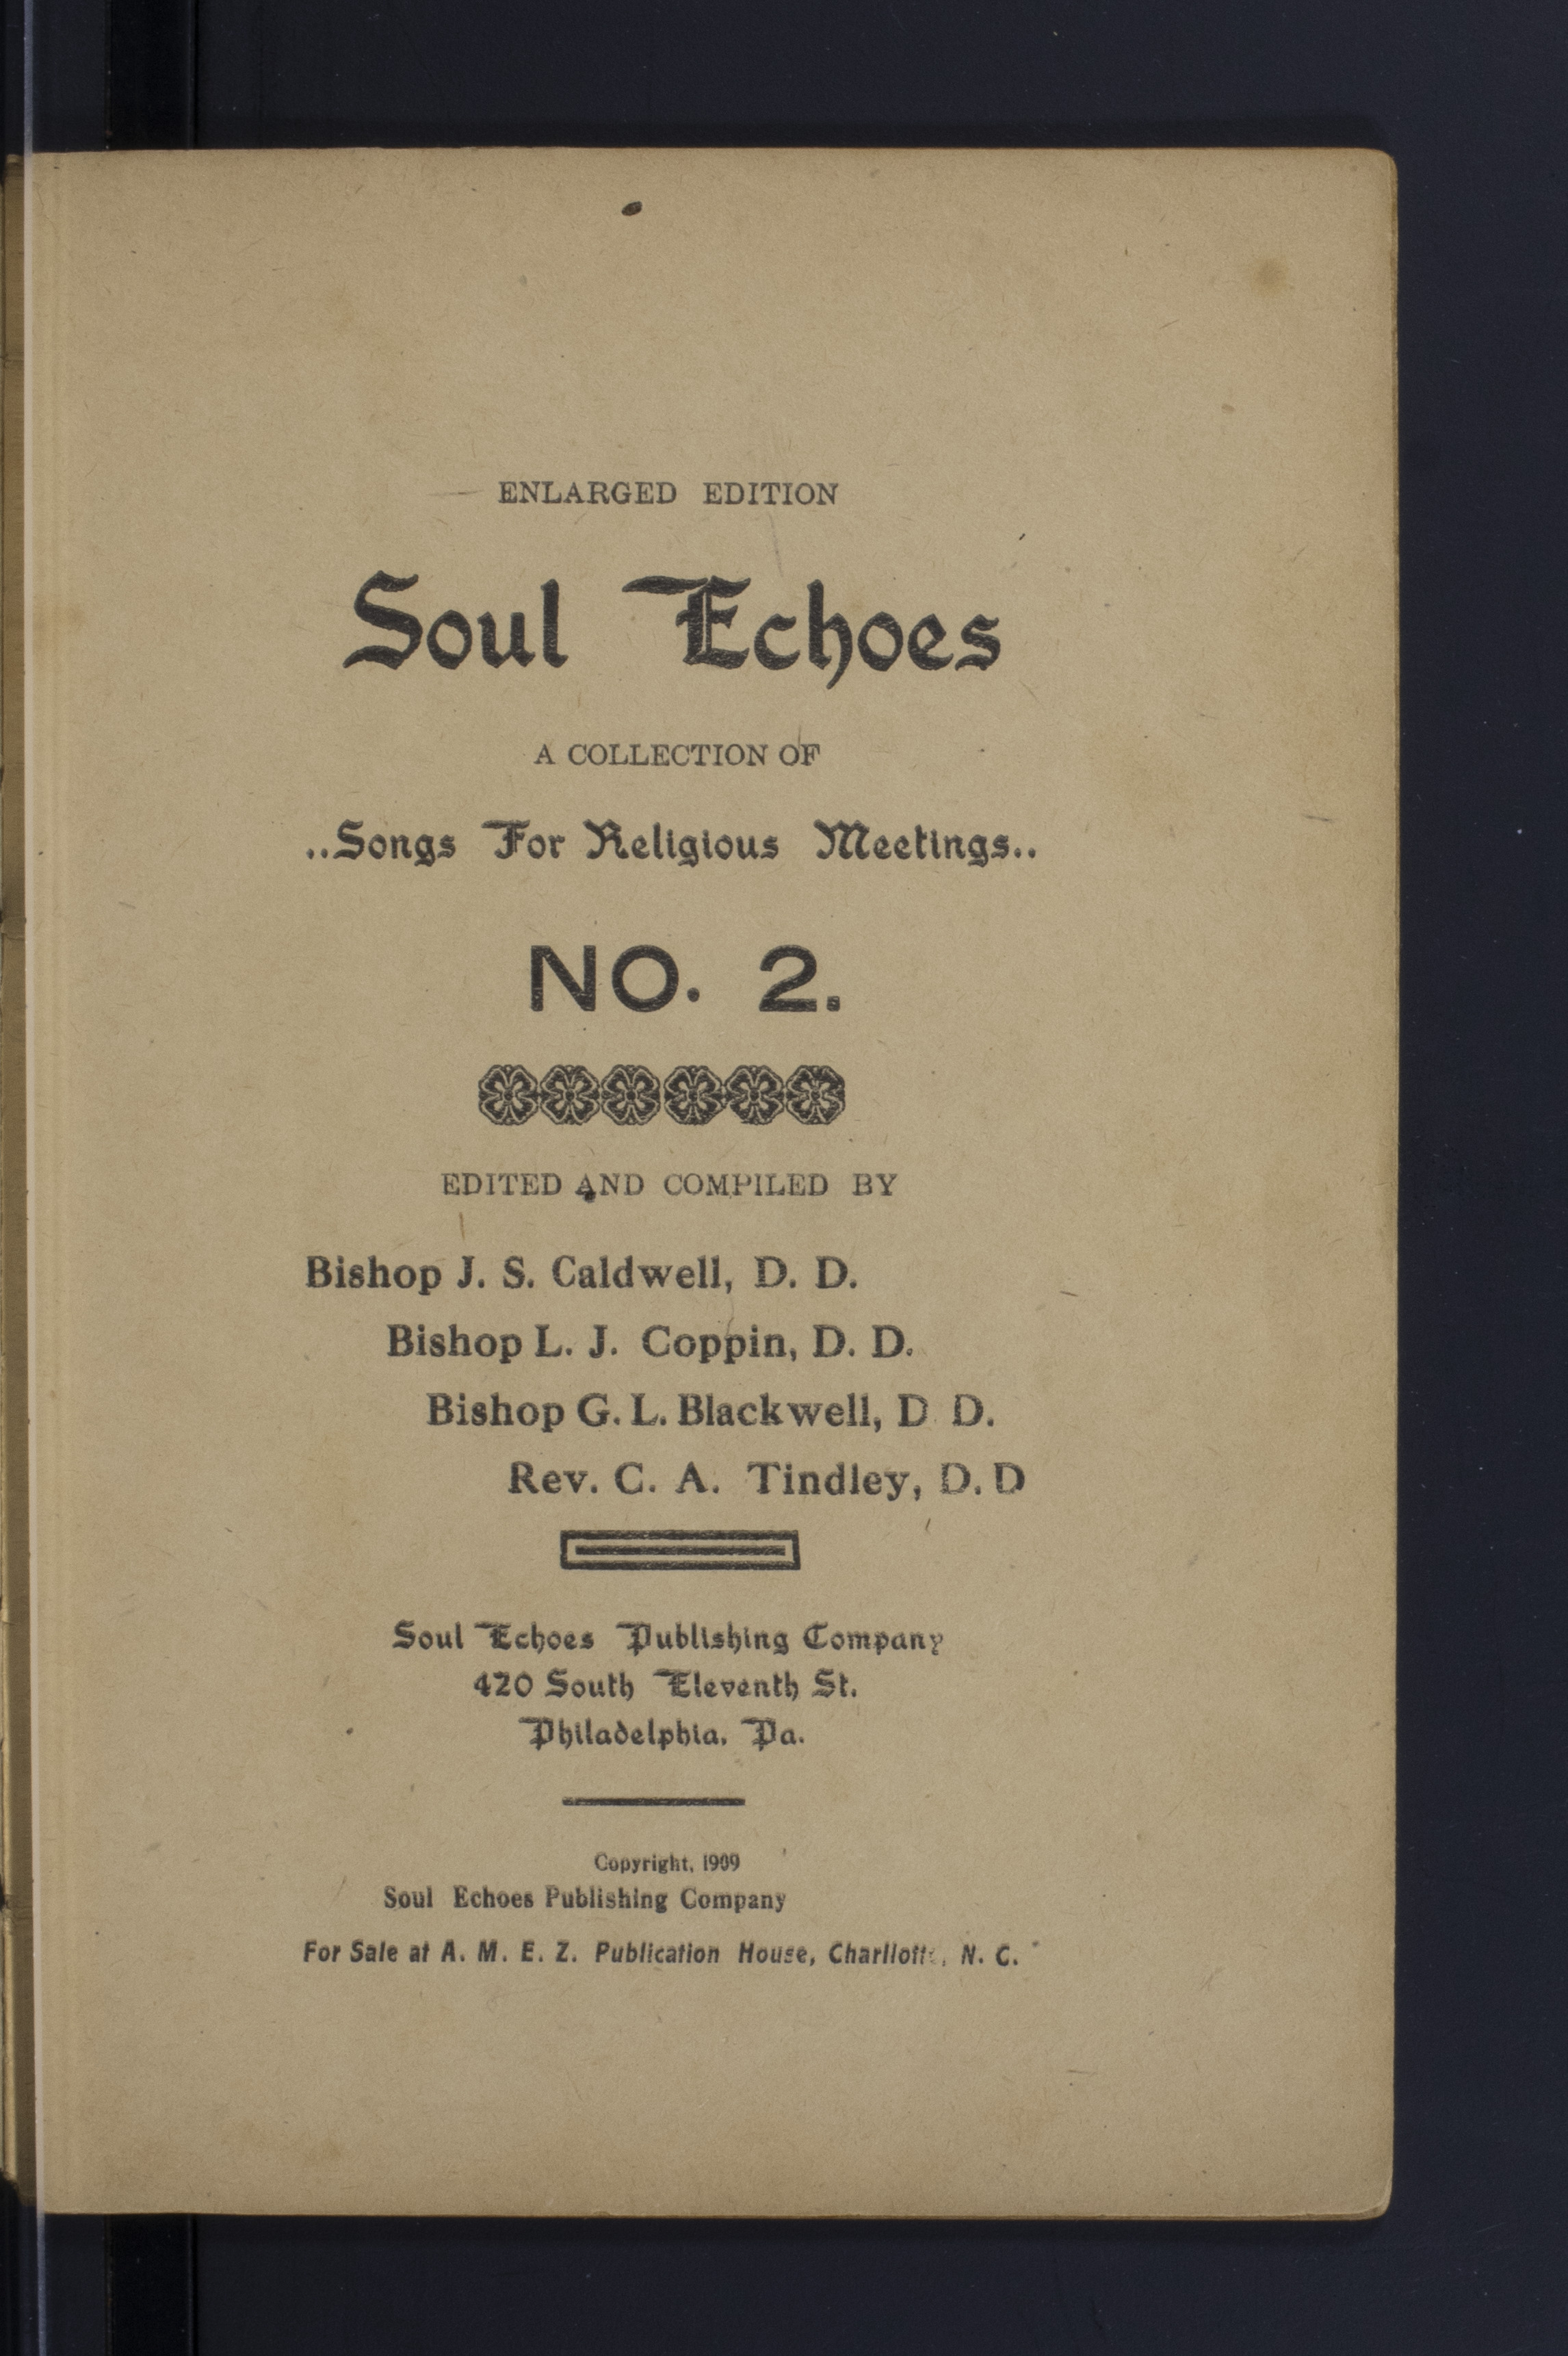 ENLARGED EDITION
Soul Echoes
A COLLECTION OF
..Songs For Religious Meetings..
NO. 2.
EDITED AND COMPILED BY
Bishop J. S. Caldwell, D. D.
Bishop L. J. Coppin, D. D.
Bishop G. L. Blackwell, D D.
Rev. C. A. Tindley, D. D
Soul Echoes Publishing Company
420 South Eleventh St.
Philadelphia, Pa.
Copyright, 1909
Soul Echoes Publishing Company
For Sale at A. M. E. Z. Publication House, Charllotte, N. C.